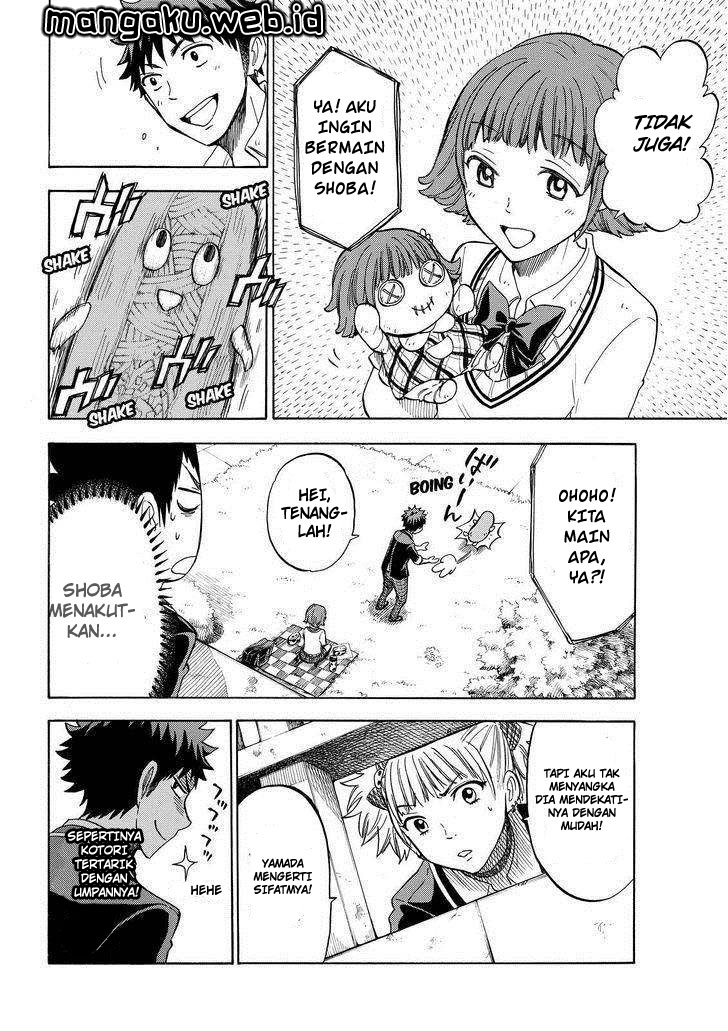 mangaku.web.id
TIDAK
JUGA!
YA! AKU
INGIN
BERMAIN
DENGAN
SHOBA!
SHAKE
SHAKE
SHAKE
SHAKE
OHOHO!
KITA
MAIN
APA,
YA?!
BOING
HEI,
TENANG-
LAH!
SHOBA
MENAKUT-
KAN...
TAPI AKU TAK
MENYANGKA
DIA MENDEKATI-
NYA DENGAN
MUDAH!
YAMADA
MENGERTI
SIFATMYA!
SEPERTINYA
KOTORI
TERTARIK
DENGAN
UMPANNYA!
HEHE